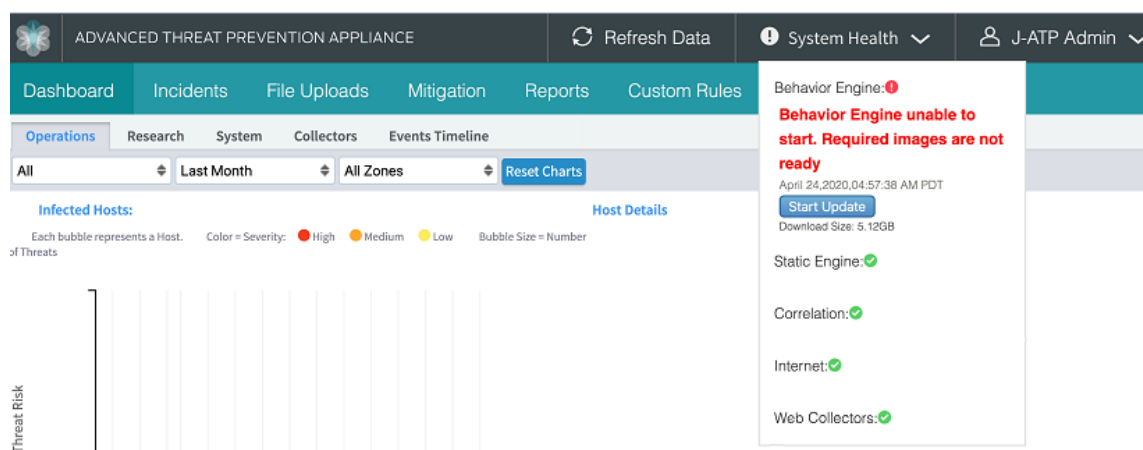 ADVANCED THREAT PREVENTION APPLIANCE
Refresh Data
System Health
J-ATP Admin
Dashboard
Incidents
File Uploads
Mitigation
Reports
Custom Rules
Operations
Research
System
Collectors
Events Timeline
All
Last Month
All Zones
Reset Charts
Infected Hosts:
Each bubble represents a Host. Color = Severity: High Medium Low Bubble Size = Number
of Threats
Host Details
Threat Risk
Behavior Engine:
Behavior Engine unable to
start. Required images are not
ready
April 24,2020,04:57:38 AM PDT
Start Update
Download Size: 5.12GB
Static Engine:
Correlation:
Internet:
Web Collectors: